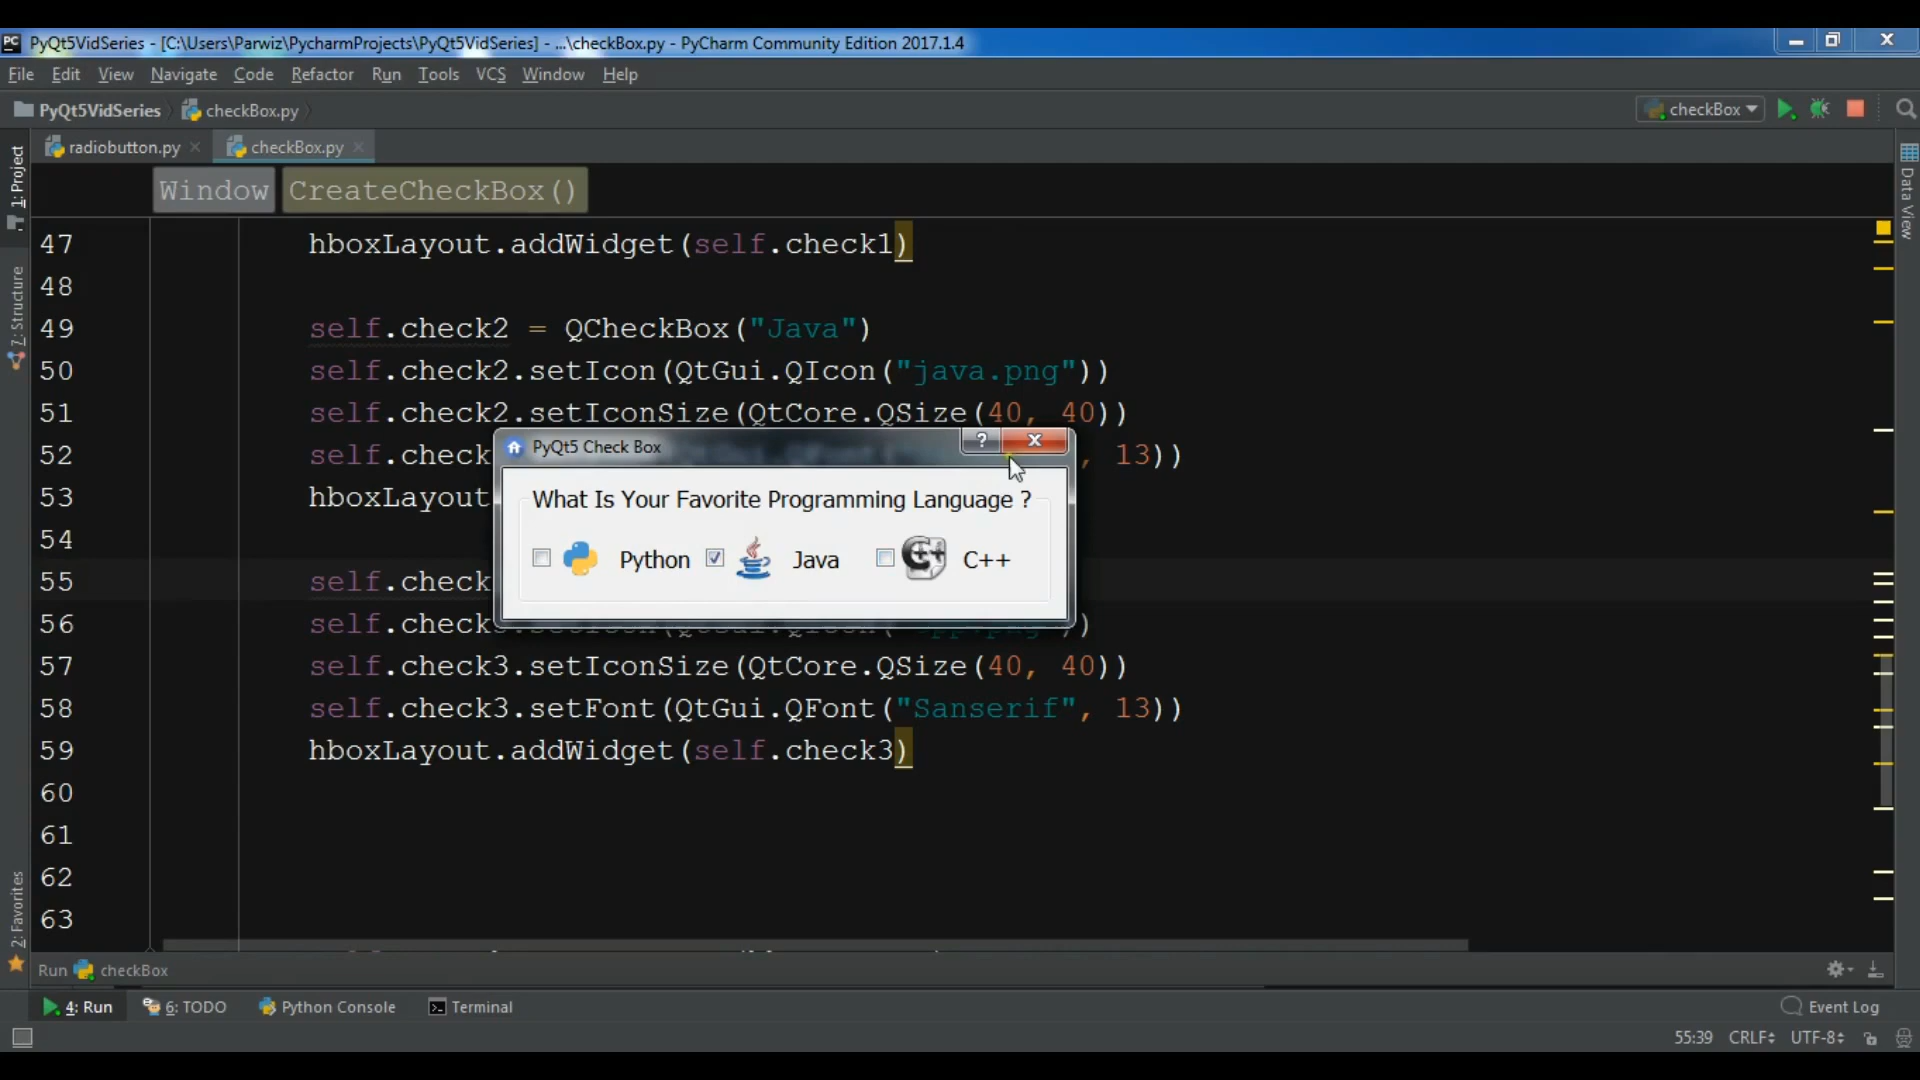 PyQt5VidSeries - [C:\Users\Parwiz\PycharmProjects\PyQt5VidSeries] - ...\checkBox.py - PyCharm Community Edition 2017.1.4
File Edit View Navigate Code Refactor Run Tools VCS Window Help
PyQt5VidSeries checkBox.py checkBox
radiobutton.py checkBox.py
Window CreateCheckBox()
1: Project
7: Structure
2: Favorites
Data View
47 hboxLayout.addWidget(self.check1)
48
49 self.check2 = QCheckBox("Java")
50 self.check2.setIcon(QtGui.QIcon("java.png"))
51 self.check2.setIconSize(QtCore.QSize(40, 40))
52 self.check , 13))
53 hboxLayout
54
55 self.check
56 self.check ))
57 self.check3.setIconSize(QtCore.QSize(40, 40))
58 self.check3.setFont(QtGui.QFont("Sanserif", 13))
59 hboxLayout.addWidget(self.check3)
60
61
62
63
PyQt5 Check Box ?
What Is Your Favorite Programming Language ?
Python Java C++
Run checkBox
4: Run 6: TODO Python Console Terminal Event Log
55:39 CRLF UTF-8